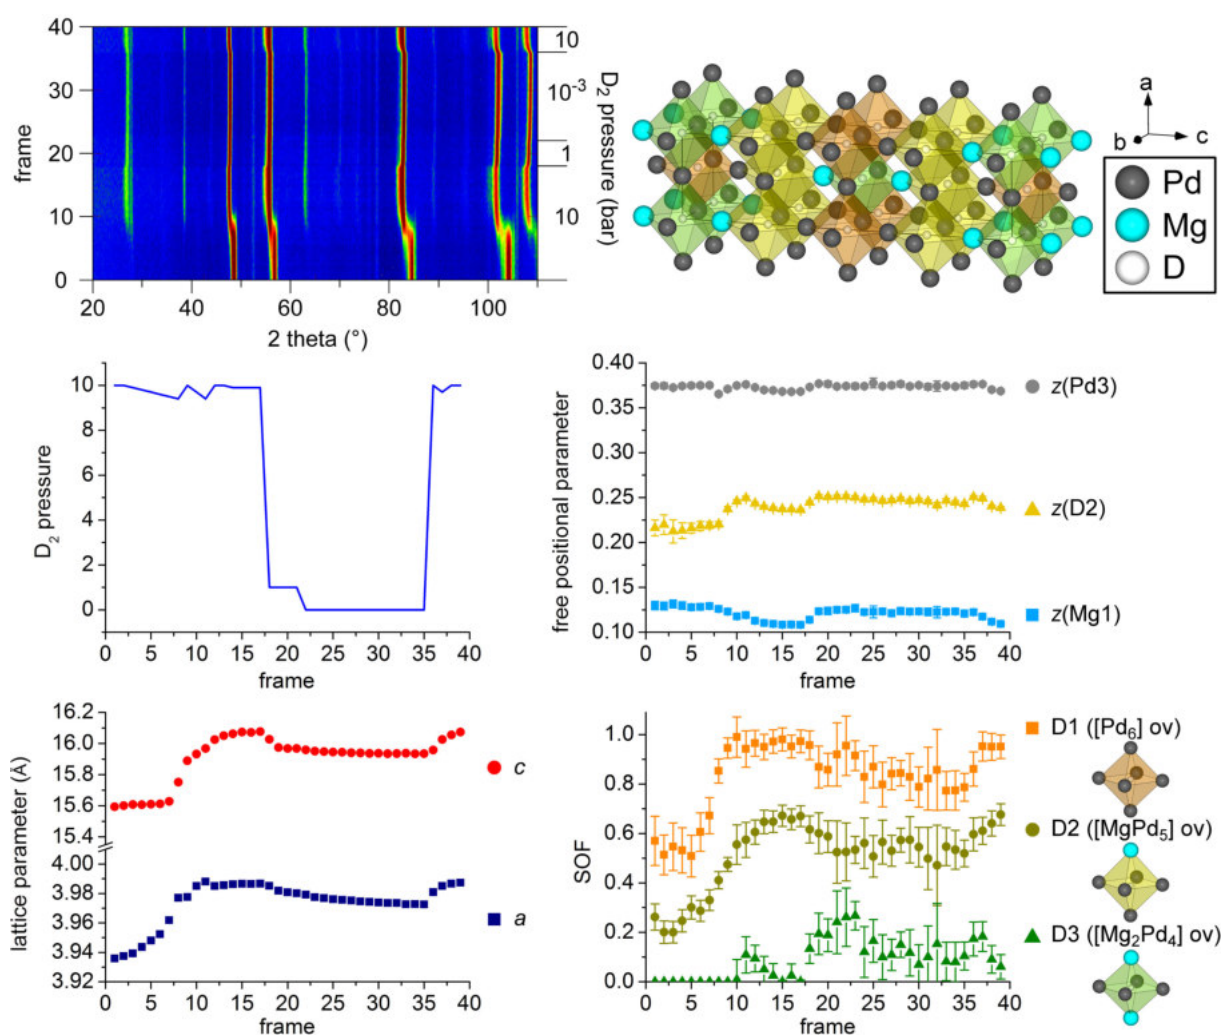 40
30
20
10
0
frame
20
40
60
80
100
2 theta (°)
10
10⁻³
1
10
D₂ pressure (bar)
a
b
c
Pd
Mg
D
10
8
6
4
2
0
D₂ pressure
0 5 10 15 20 25 30 35 40
frame
0.40
0.35
0.30
0.25
0.20
0.15
0.10
free positional parameter
0 5 10 15 20 25 30 35 40
frame
z(Pd3)
z(D2)
z(Mg1)
16.2
16.0
15.8
15.6
15.4
4.00
3.98
3.96
3.94
3.92
lattice parameter (Å)
0 5 10 15 20 25 30 35 40
frame
c
a
1.0
0.8
0.6
0.4
0.2
0.0
SOF
0 5 10 15 20 25 30 35 40
frame
D1 ([Pd₆] ov)
D2 ([MgPd₅] ov)
D3 ([Mg₂Pd₄] ov)